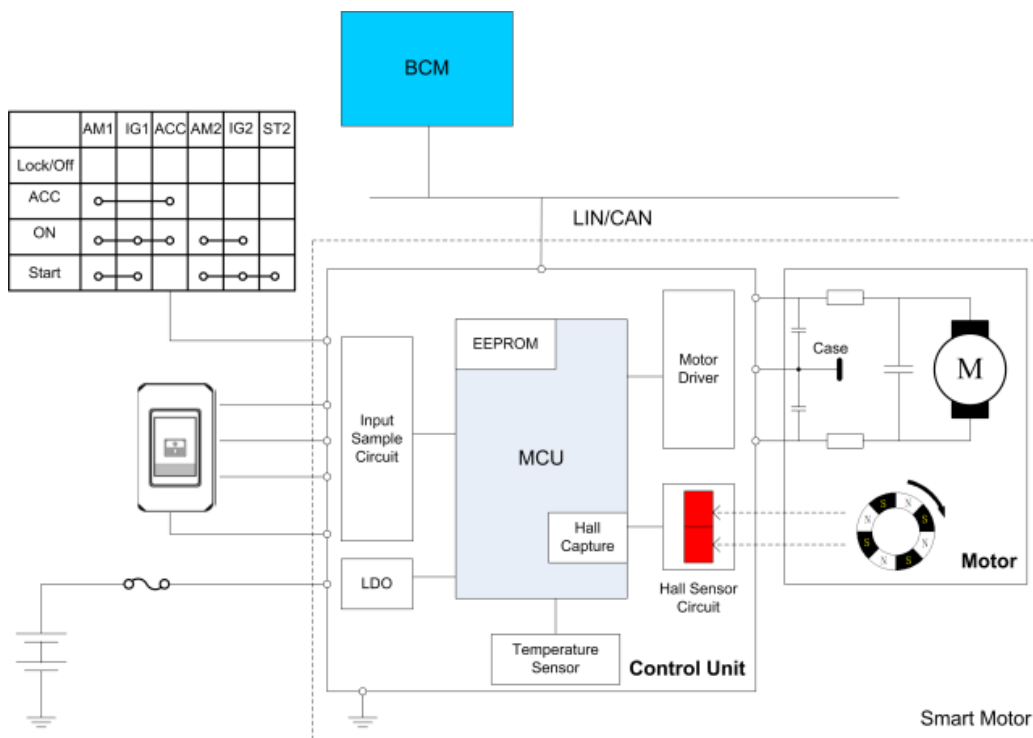 BCM
AM1 IG1 ACC AM2 IG2 ST2
Lock/Off
ACC
ON
Start
LIN/CAN
EEPROM
Motor
Driver
Case
M
Input
Sample
Circuit
MCU
Hall
Capture
LDO
Hall Sensor
Circuit
S
N
S
N
S
N
S
N
Motor
Temperature
Sensor
Control Unit
Smart Motor